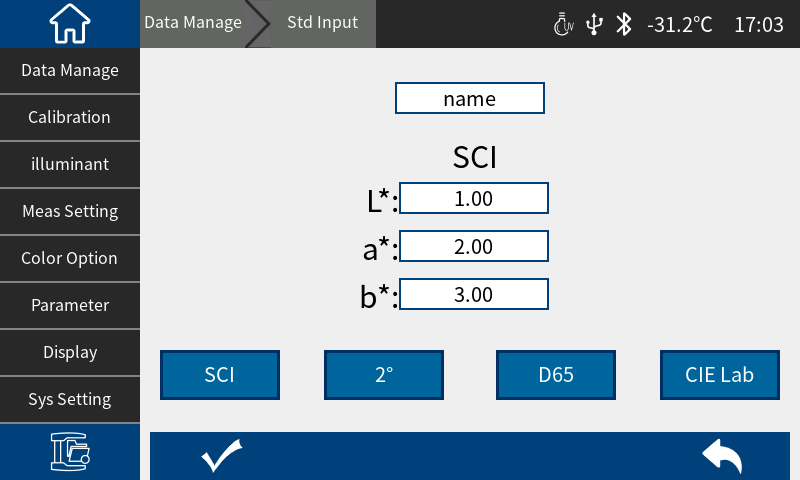 Data Manage
Std Input
UV
-31.2℃
17:03
Data Manage
Calibration
illuminant
Meas Setting
Color Option
Parameter
Display
Sys Setting
name
SCI
L*: 1.00
a*: 2.00
b*: 3.00
SCI
2°
D65
CIE Lab